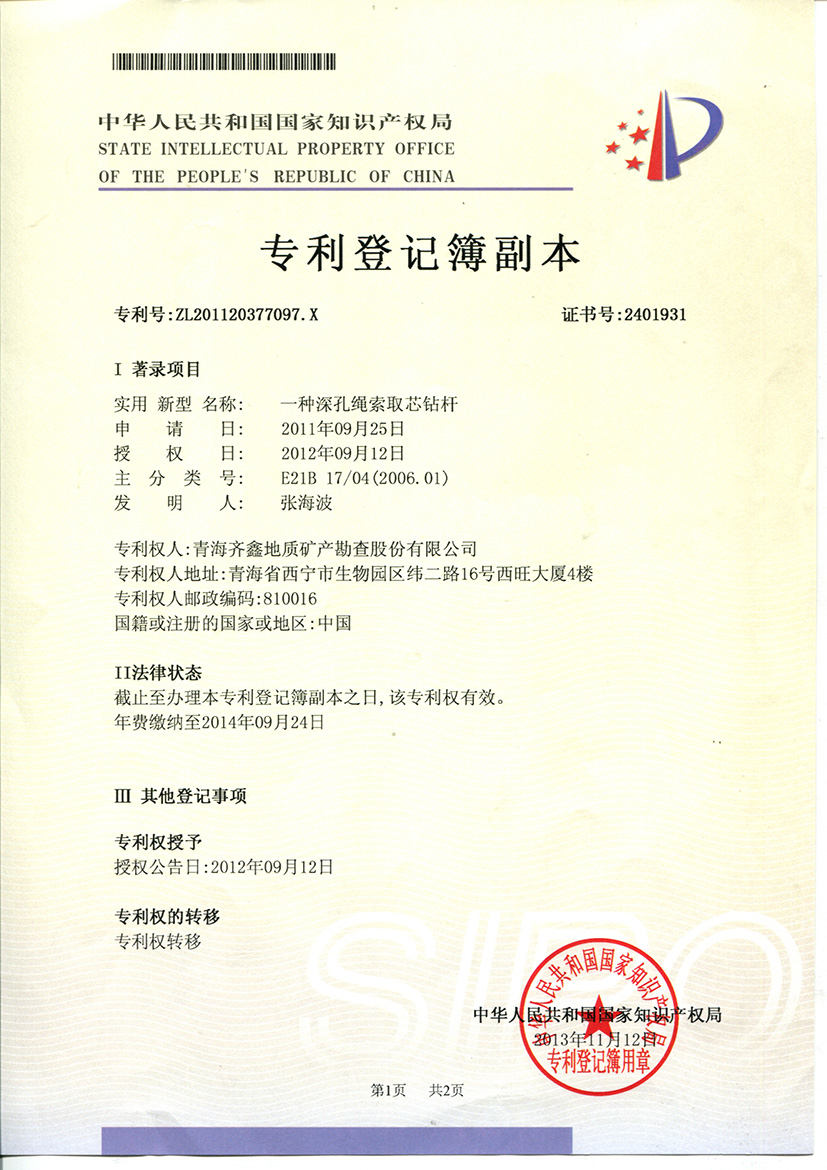 中华人民共和国国家知识产权局
STATE INTELLECTUAL PROPERTY OFFICE
OF THE PEOPLE'S REPUBLIC OF CHINA
专利登记簿副本
专利号:ZL201120377097.X 证书号:2401931
I 著录项目
实用 新型 名称: 一种深孔绳索取芯钻杆
申 请 日: 2011年09月25日
授 权 日: 2012年09月12日
主 分 类 号: E21B 17/04(2006.01)
发 明 人: 张海波
专利权人:青海齐鑫地质矿产勘查股份有限公司
专利权人地址:青海省西宁市生物园区纬二路16号西旺大厦4楼
专利权人邮政编码:810016
国籍或注册的国家或地区:中国
II法律状态
截止至办理本专利登记簿副本之日,该专利权有效。
年费缴纳至2014年09月24日
III 其他登记事项
专利权授予
授权公告日:2012年09月12日
专利权的转移
专利权转移
SIPO
中华人民共和国国家知识产权局
中华人民共和国国家知识产权局
2013年11月12日
专利登记簿用章
第1页 共2页